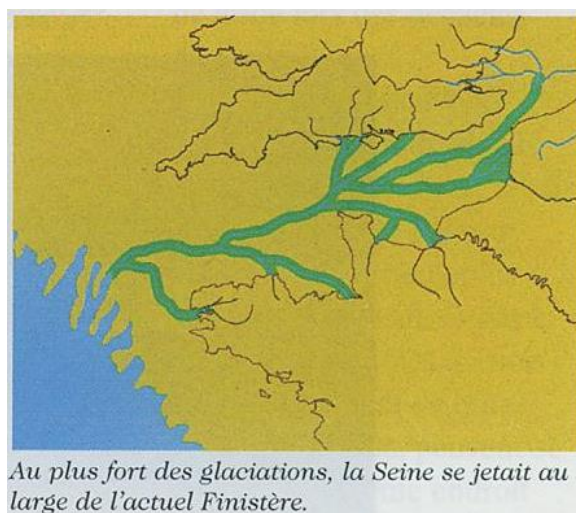 Au plus fort des glaciations, la Seine se jetait au
large de l'actuel Finistère.